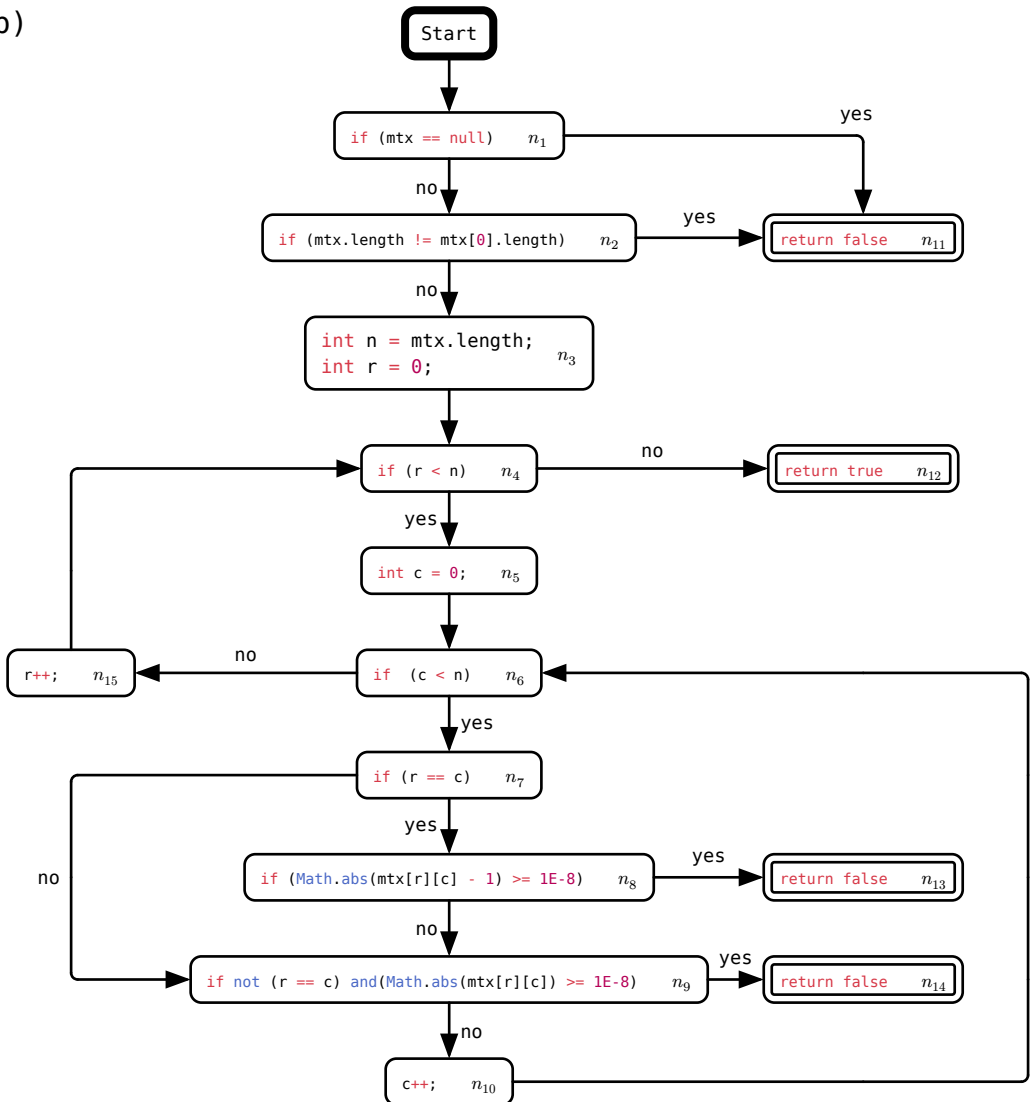 b)
Start
if (mtx == null) n1
yes
no
if (mtx.length != mtx[0].length) n2
yes
return false n11
no
int n = mtx.length;
int r = 0;
n3
if (r < n) n4
no
return true n12
yes
int c = 0; n5
r++; n15
no
if (c < n) n6
yes
if (r == c) n7
yes
no
if (Math.abs(mtx[r][c] - 1) >= 1E-8) n8
yes
return false n13
no
if not (r == c) and(Math.abs(mtx[r][c]) >= 1E-8) n9
yes
return false n14
no
c++; n10